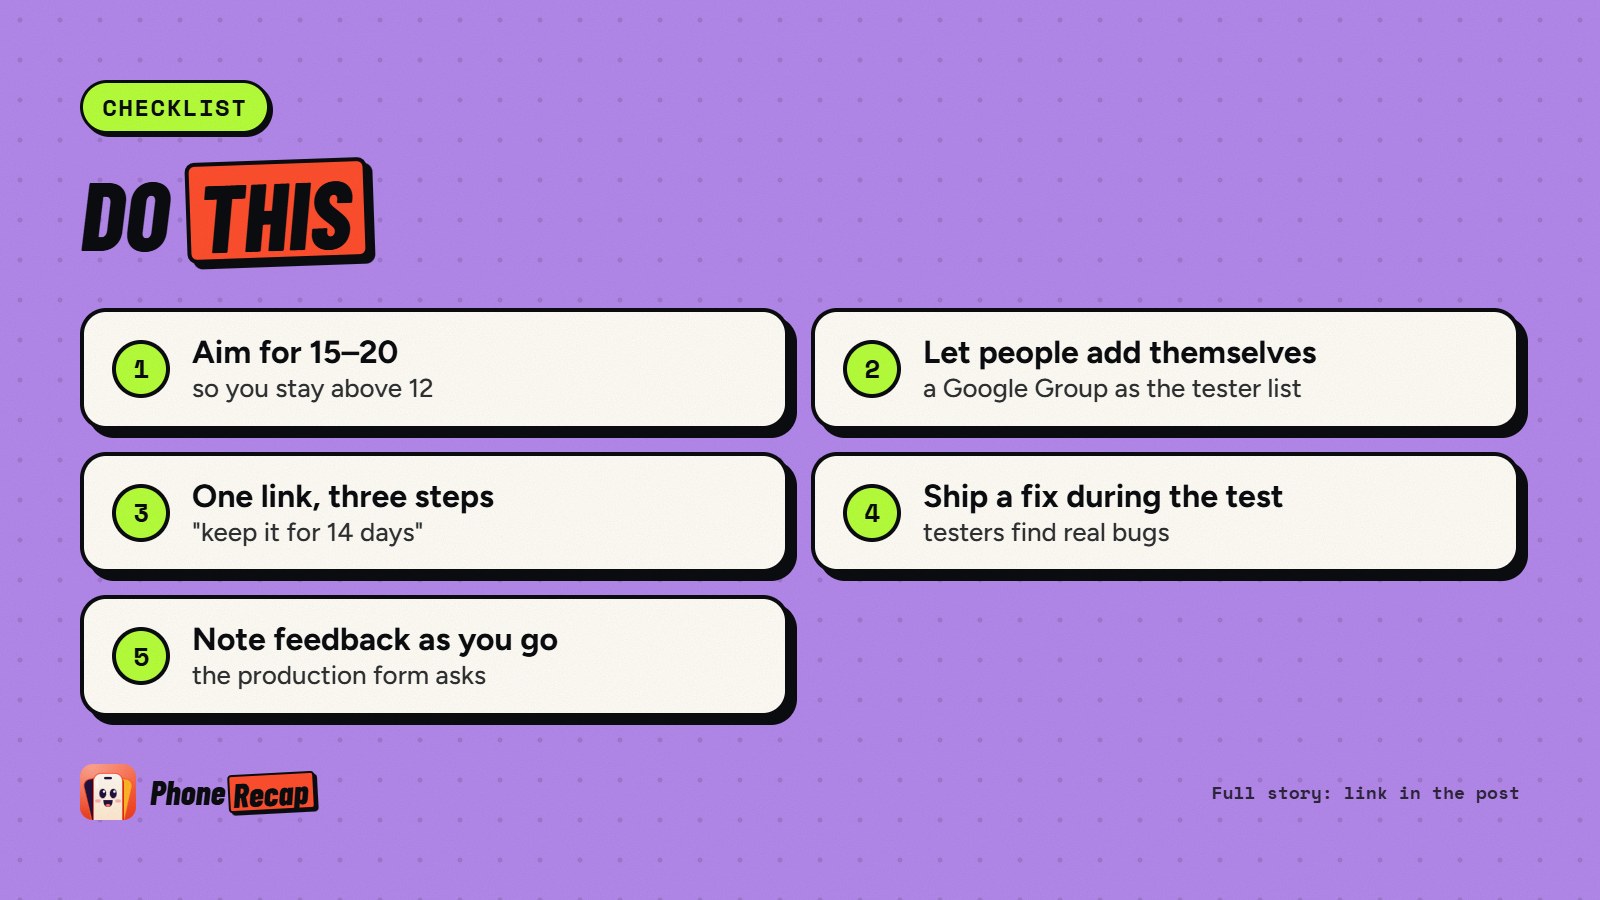 CHECKLIST
DO THIS
1
Aim for 15–20
so you stay above 12
2
Let people add themselves
a Google Group as the tester list
3
One link, three steps
"keep it for 14 days"
4
Ship a fix during the test
testers find real bugs
5
Note feedback as you go
the production form asks
Phone Recap
Full story: link in the post